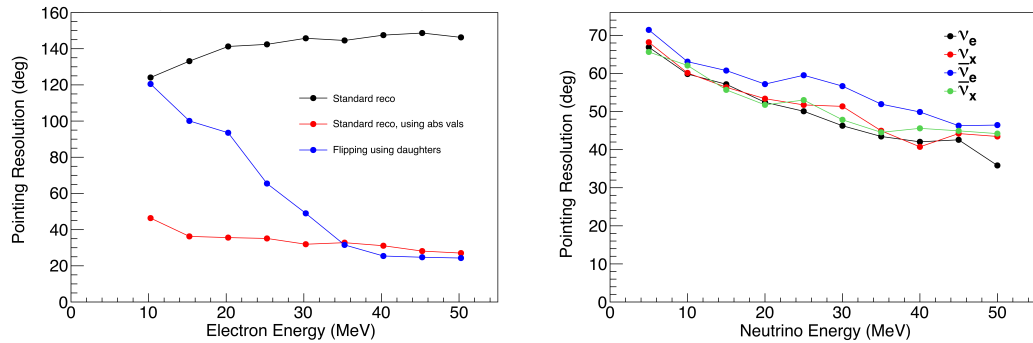 160
140
120
100
80
60
40
20
0
Pointing Resolution (deg)
Standard reco
Standard reco, using abs vals
Flipping using daughters
0 10 20 30 40 50
Electron Energy (MeV)
70
60
50
40
30
20
10
0
Pointing Resolution (deg)
νe
νx
ν̅e
ν̅x
0 10 20 30 40 50
Neutrino Energy (MeV)